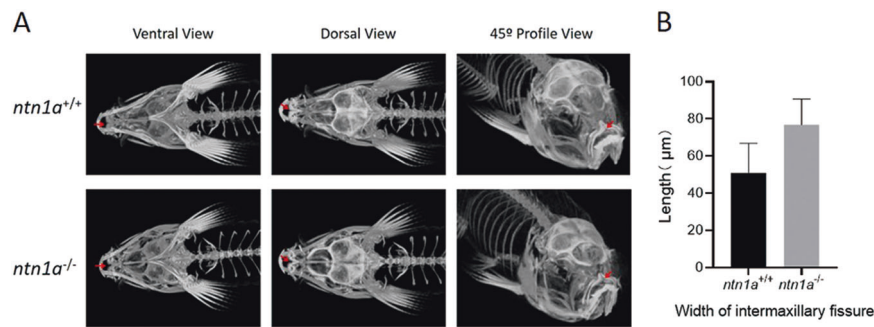 A
Ventral View
Dorsal View
45º Profile View
ntn1a+/+
ntn1a-/-
B
Length( μm)
100
80
60
40
20
0
ntn1a+/+ ntn1a-/-
Width of intermaxillary fissure